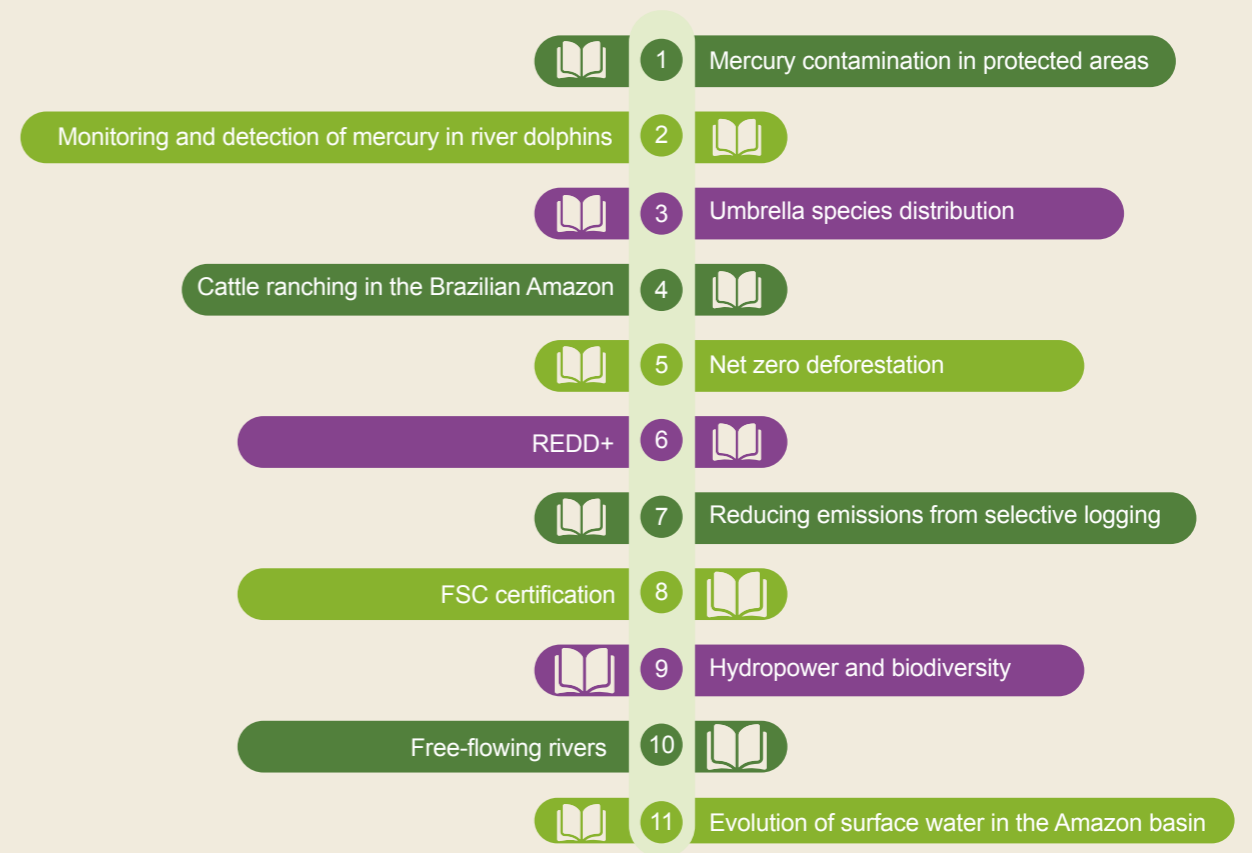 1 Mercury contamination in protected areas
Monitoring and detection of mercury in river dolphins 2
3 Umbrella species distribution
Cattle ranching in the Brazilian Amazon 4
5 Net zero deforestation
REDD+ 6
7 Reducing emissions from selective logging
FSC certification 8
9 Hydropower and biodiversity
Free-flowing rivers 10
11 Evolution of surface water in the Amazon basin